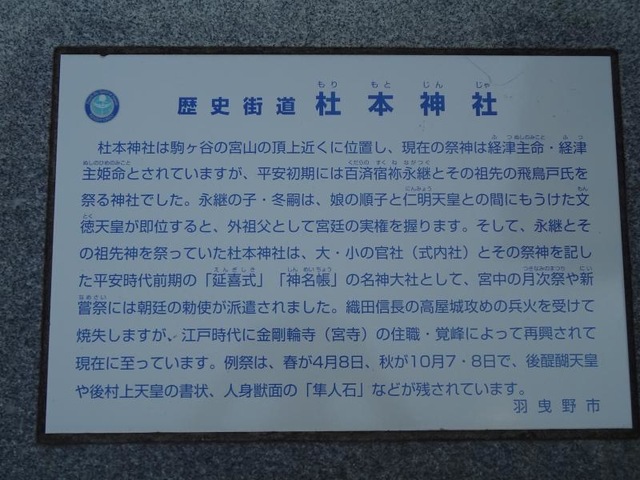 歴史街道 杜本神社
杜本神社は駒ヶ谷の宮山の頂上近くに位置し、現在の祭神は経津主命・経津
主姫命とされていますが、平安初期には百済宿祢永継とその祖先の飛鳥戸氏を
祭る神社でした。永継の子・冬嗣は、娘の順子と仁明天皇との間にもうけた文
徳天皇が即位すると、外祖父として宮廷の実権を握ります。そして、永継とそ
の祖先神を祭っていた杜本神社は、大・小の官社（式内社）とその祭神を記し
た平安時代前期の「延喜式」「神名帳」の名神大社として、宮中の月次祭や新
嘗祭には朝廷の勅使が派遣されました。織田信長の高屋城攻めの兵火を受けて
焼失しますが、江戸時代に金剛輪寺（宮寺）の住職・覚峰によって再興されて
現在に至っています。例祭は、春が4月8日、秋が10月7・8日で、後醍醐天皇
や後村上天皇の書状、人身獣面の「隼人石」などが残されています。
羽曳野市